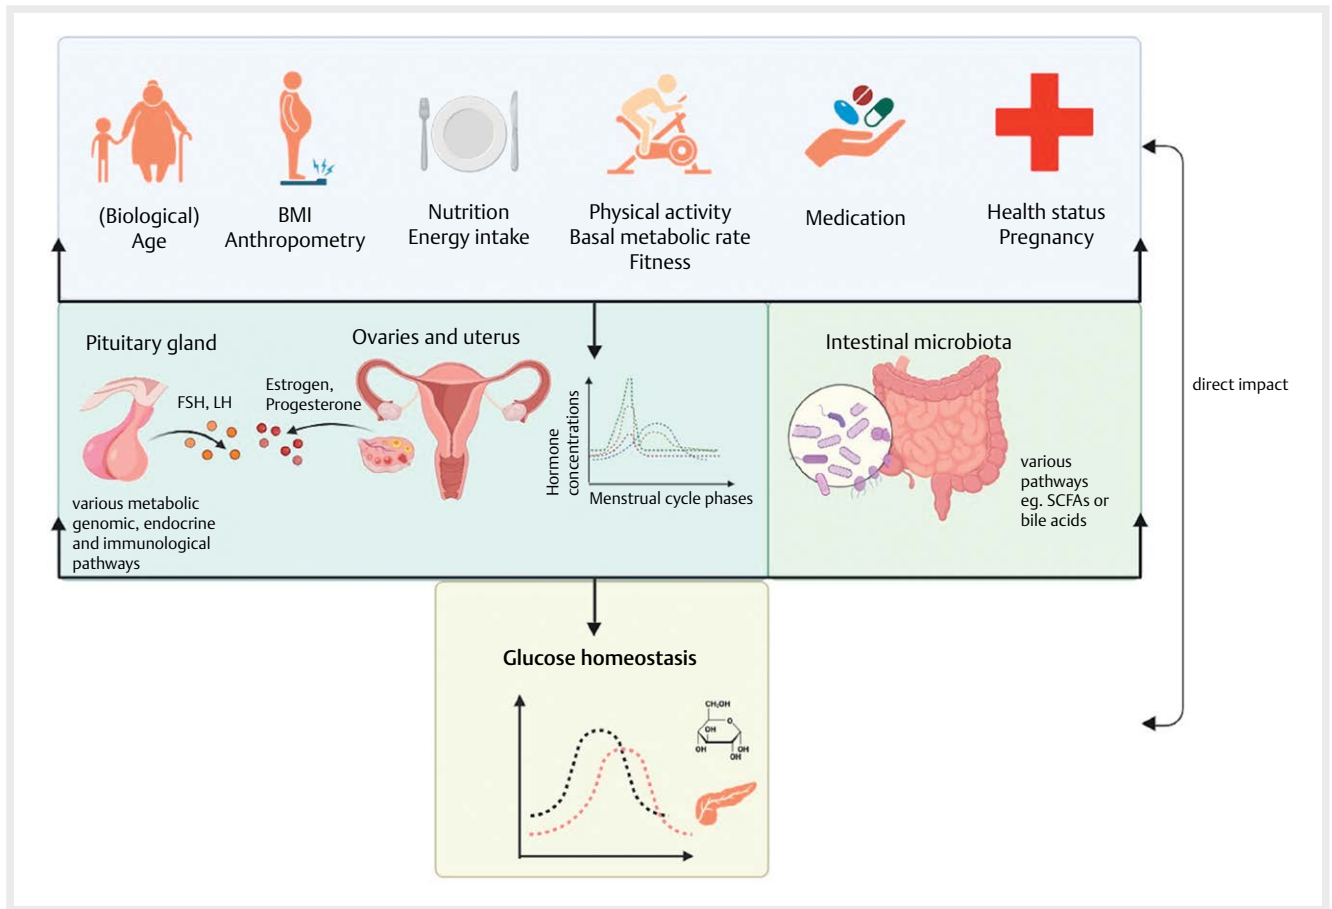 (Biological)
Age
BMI
Anthropometry
Nutrition
Energy intake
Physical activity
Basal metabolic rate
Fitness
Medication
Health status
Pregnancy
Pituitary gland
FSH, LH
Estrogen,
Progesterone
Ovaries and uterus
various metabolic
genomic, endocrine
and immunological
pathways
Hormone
concentrations
Menstrual cycle phases
Intestinal microbiota
various
pathways
eg. SCFAs or
bile acids
direct impact
Glucose homeostasis
CH₂OH
O
OH
OH
OH
OH